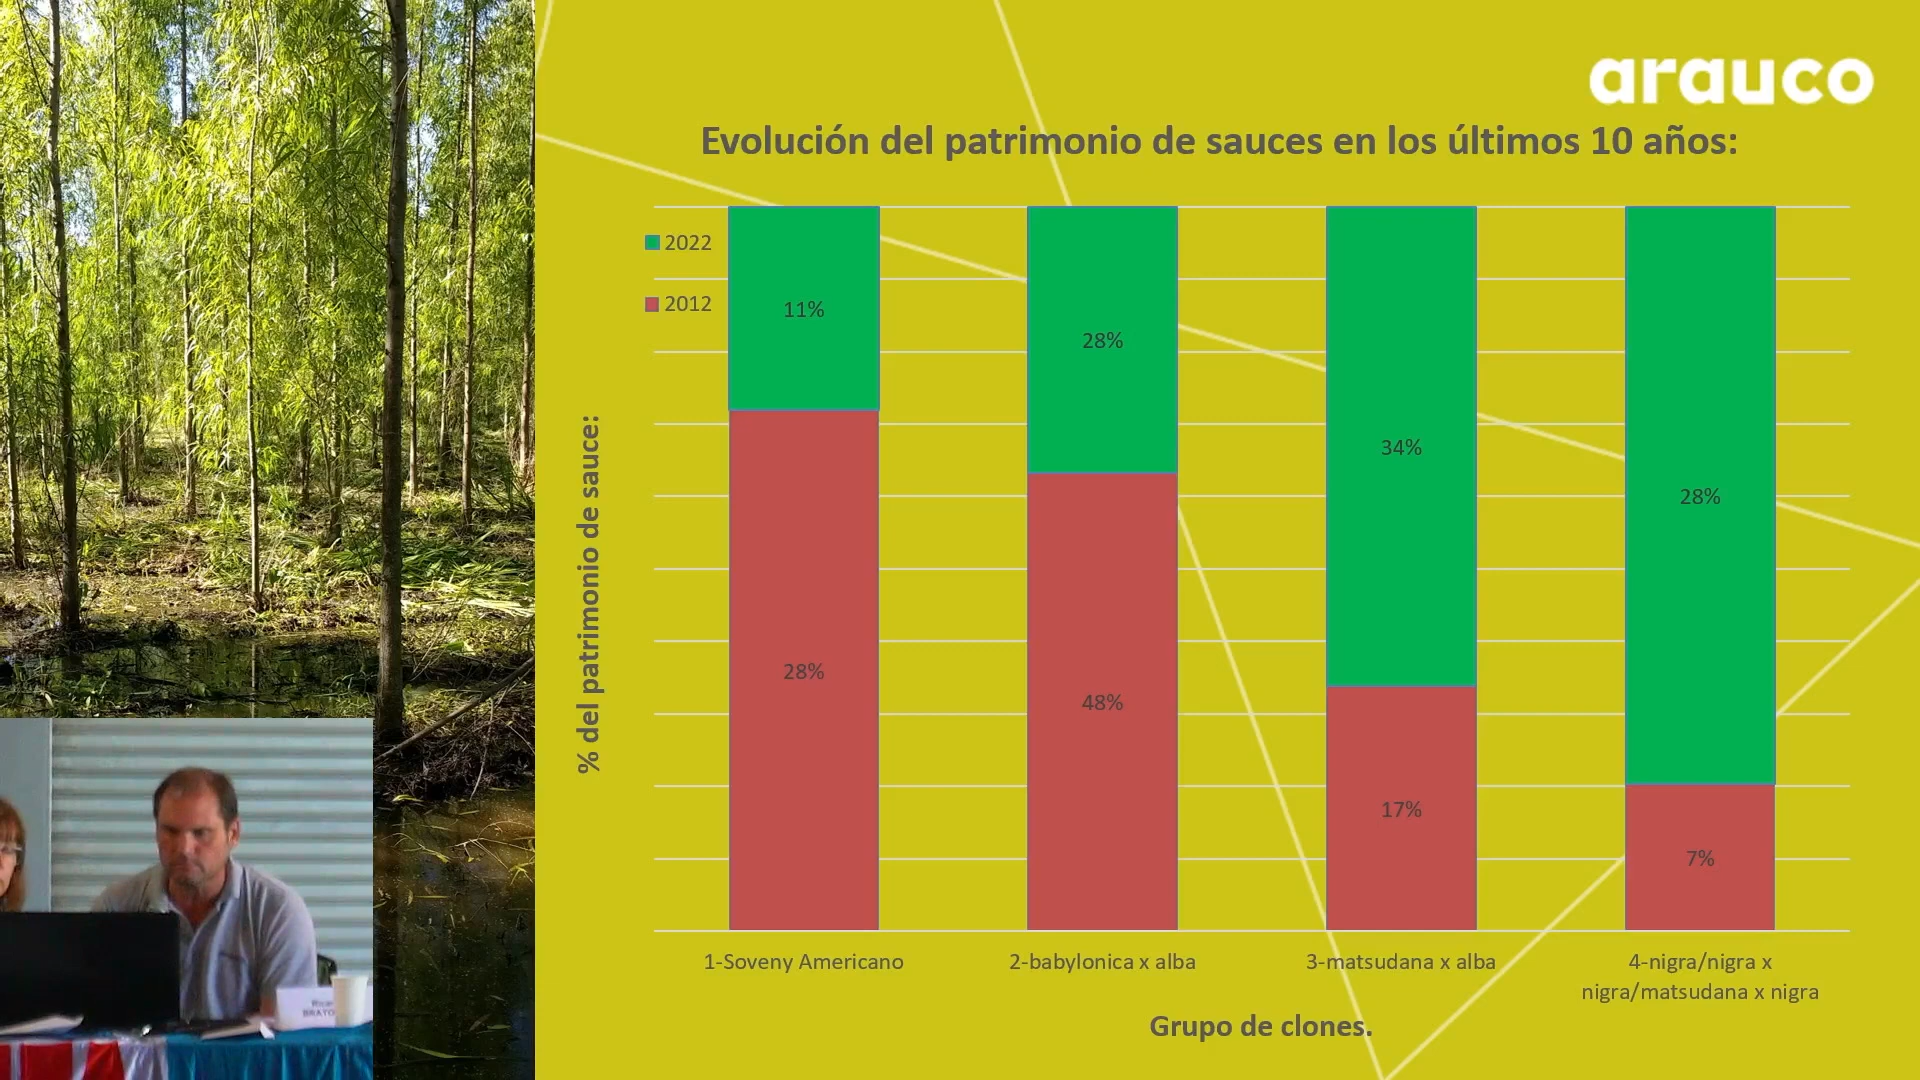 arauco
Evolución del patrimonio de sauces en los últimos 10 años:
2022
2012
11%
28%
34%
28%
28%
48%
17%
7%
% del patrimonio de sauce:
1-Soveny Americano
2-babylonica x alba
3-matsudana x alba
4-nigra/nigra x
nigra/matsudana x nigra
Grupo de clones.